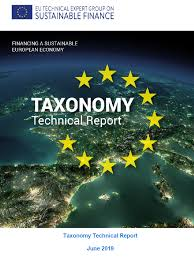 EU TECHNICAL EXPERT GROUP ON
SUSTAINABLE FINANCE
FINANCING A SUSTAINABLE
EUROPEAN ECONOMY
TAXONOMY
Technical Report
Taxonomy Technical Report
June 2019